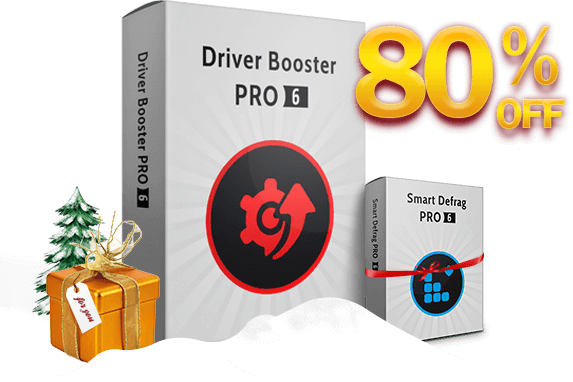 Driver Booster
PRO 6
Driver Booster PRO 6
80%
OFF
Smart Defrag
PRO 6
Smart Defrag PRO 6
for you